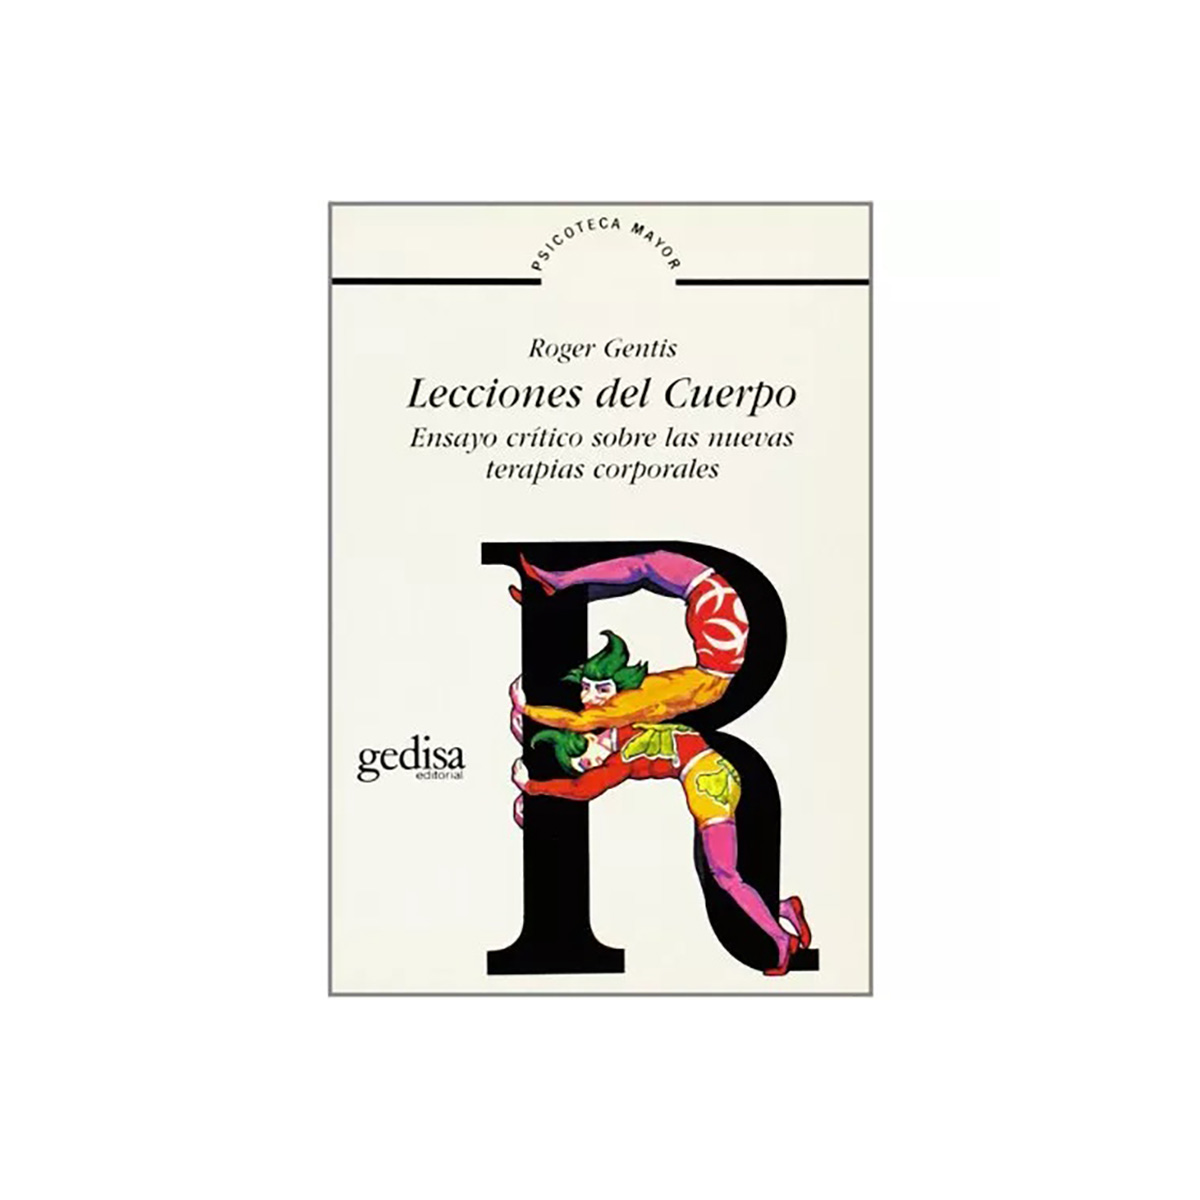 PSICOTECA MAYOR
Roger Gentis
Lecciones del Cuerpo
Ensayo crítico sobre las nuevas
terapias corporales
gedisa
editorial
R